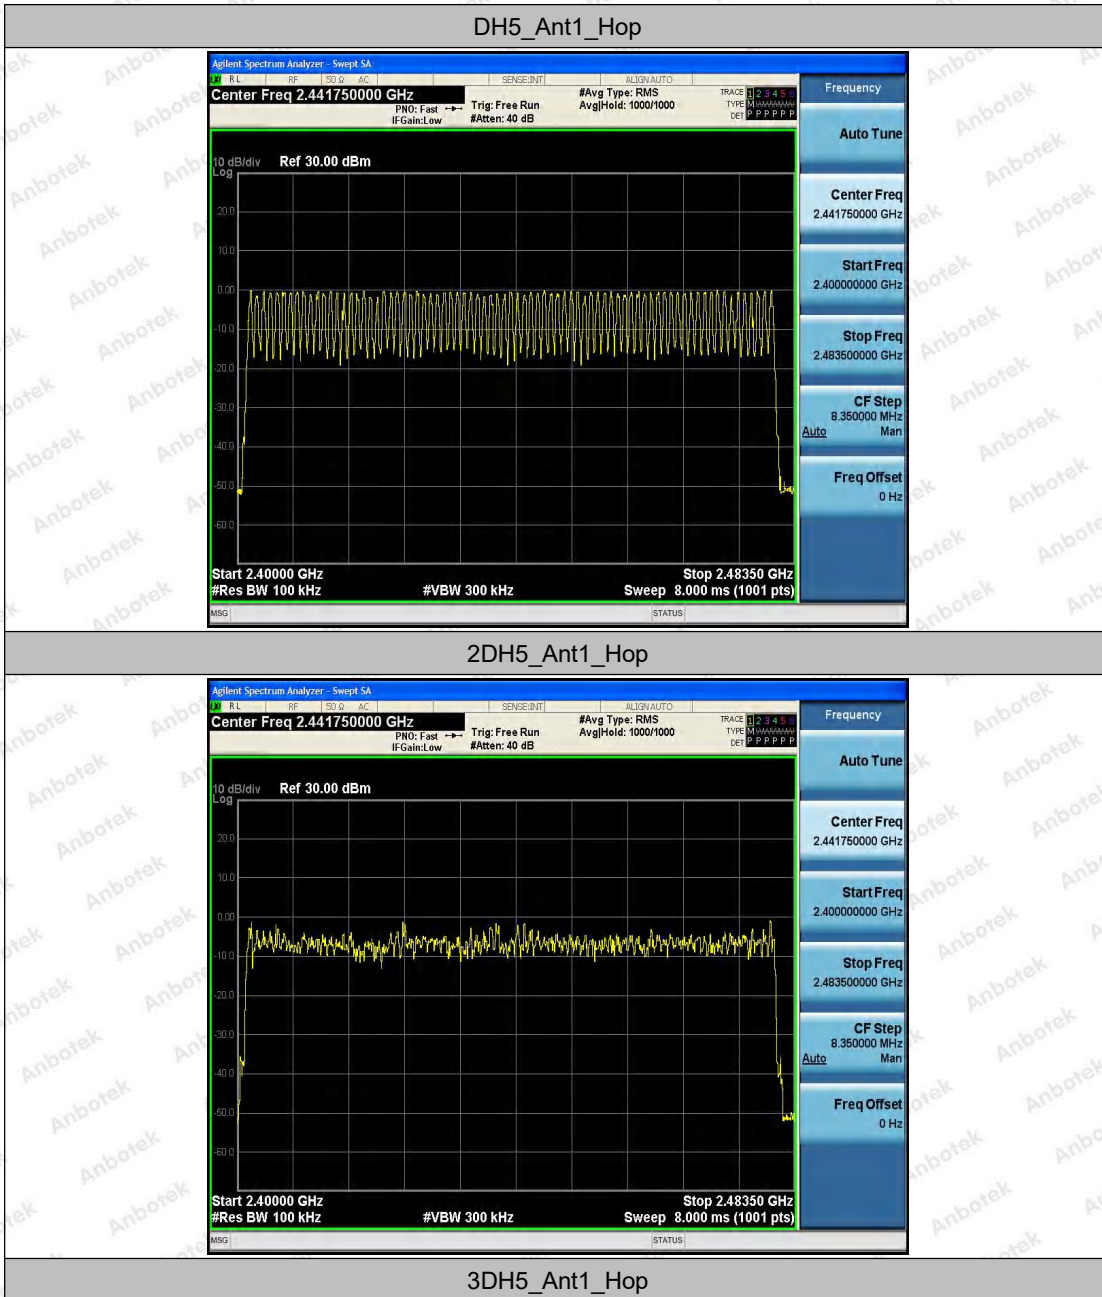 DH5_Ant1_Hop
Agilent Spectrum Analyzer - Swept SA
LXI RL RF 50 Ω AC SENSE:INT ALIGN AUTO
Center Freq 2.441750000 GHz
PNO: Fast
IFGain:Low
Trig: Free Run
#Atten: 40 dB
#Avg Type: RMS
Avg|Hold: 1000/1000
TRACE 1 2 3 4 5 6
TYPE M
DET P P P P P P
10 dB/div Ref 30.00 dBm
Log
20.0
10.0
0.00
-10.0
-20.0
-30.0
-40.0
-50.0
-60.0
Start 2.40000 GHz Stop 2.48350 GHz
#Res BW 100 kHz #VBW 300 kHz Sweep 8.000 ms (1001 pts)
MSG STATUS
Frequency
Auto Tune
Center Freq
2.441750000 GHz
Start Freq
2.400000000 GHz
Stop Freq
2.483500000 GHz
CF Step
8.350000 MHz
Auto Man
Freq Offset
0 Hz
2DH5_Ant1_Hop
Agilent Spectrum Analyzer - Swept SA
LXI RL RF 50 Ω AC SENSE:INT ALIGN AUTO
Center Freq 2.441750000 GHz
PNO: Fast
IFGain:Low
Trig: Free Run
#Atten: 40 dB
#Avg Type: RMS
Avg|Hold: 1000/1000
TRACE 1 2 3 4 5 6
TYPE M
DET P P P P P P
10 dB/div Ref 30.00 dBm
Log
20.0
10.0
0.00
-10.0
-20.0
-30.0
-40.0
-50.0
-60.0
Start 2.40000 GHz Stop 2.48350 GHz
#Res BW 100 kHz #VBW 300 kHz Sweep 8.000 ms (1001 pts)
MSG STATUS
Frequency
Auto Tune
Center Freq
2.441750000 GHz
Start Freq
2.400000000 GHz
Stop Freq
2.483500000 GHz
CF Step
8.350000 MHz
Auto Man
Freq Offset
0 Hz
3DH5_Ant1_Hop